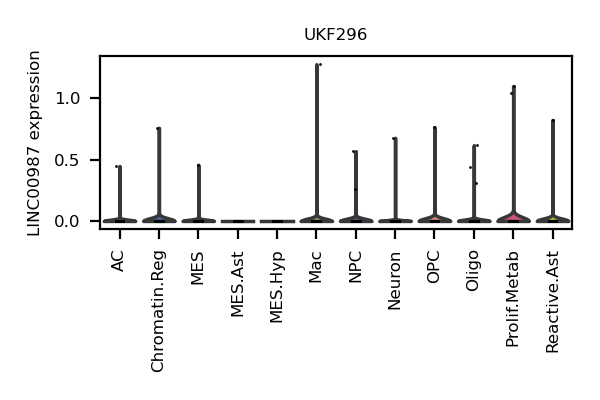 UKF296
LINC00987 expression
1.0
0.5
0.0
AC
Chromatin.Reg
MES
MES.Ast
MES.Hyp
Mac
NPC
Neuron
OPC
Oligo
Prolif.Metab
Reactive.Ast